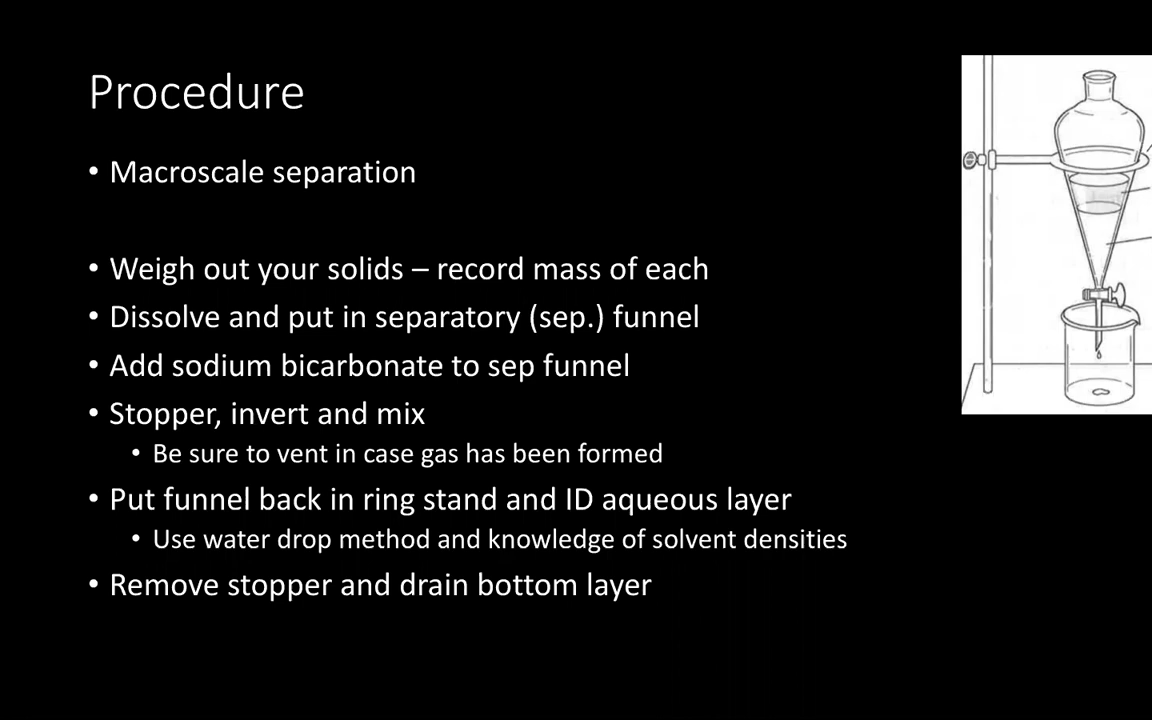 Procedure
• Macroscale separation
• Weigh out your solids – record mass of each
• Dissolve and put in separatory (sep.) funnel
• Add sodium bicarbonate to sep funnel
• Stopper, invert and mix
• Be sure to vent in case gas has been formed
• Put funnel back in ring stand and ID aqueous layer
• Use water drop method and knowledge of solvent densities
• Remove stopper and drain bottom layer